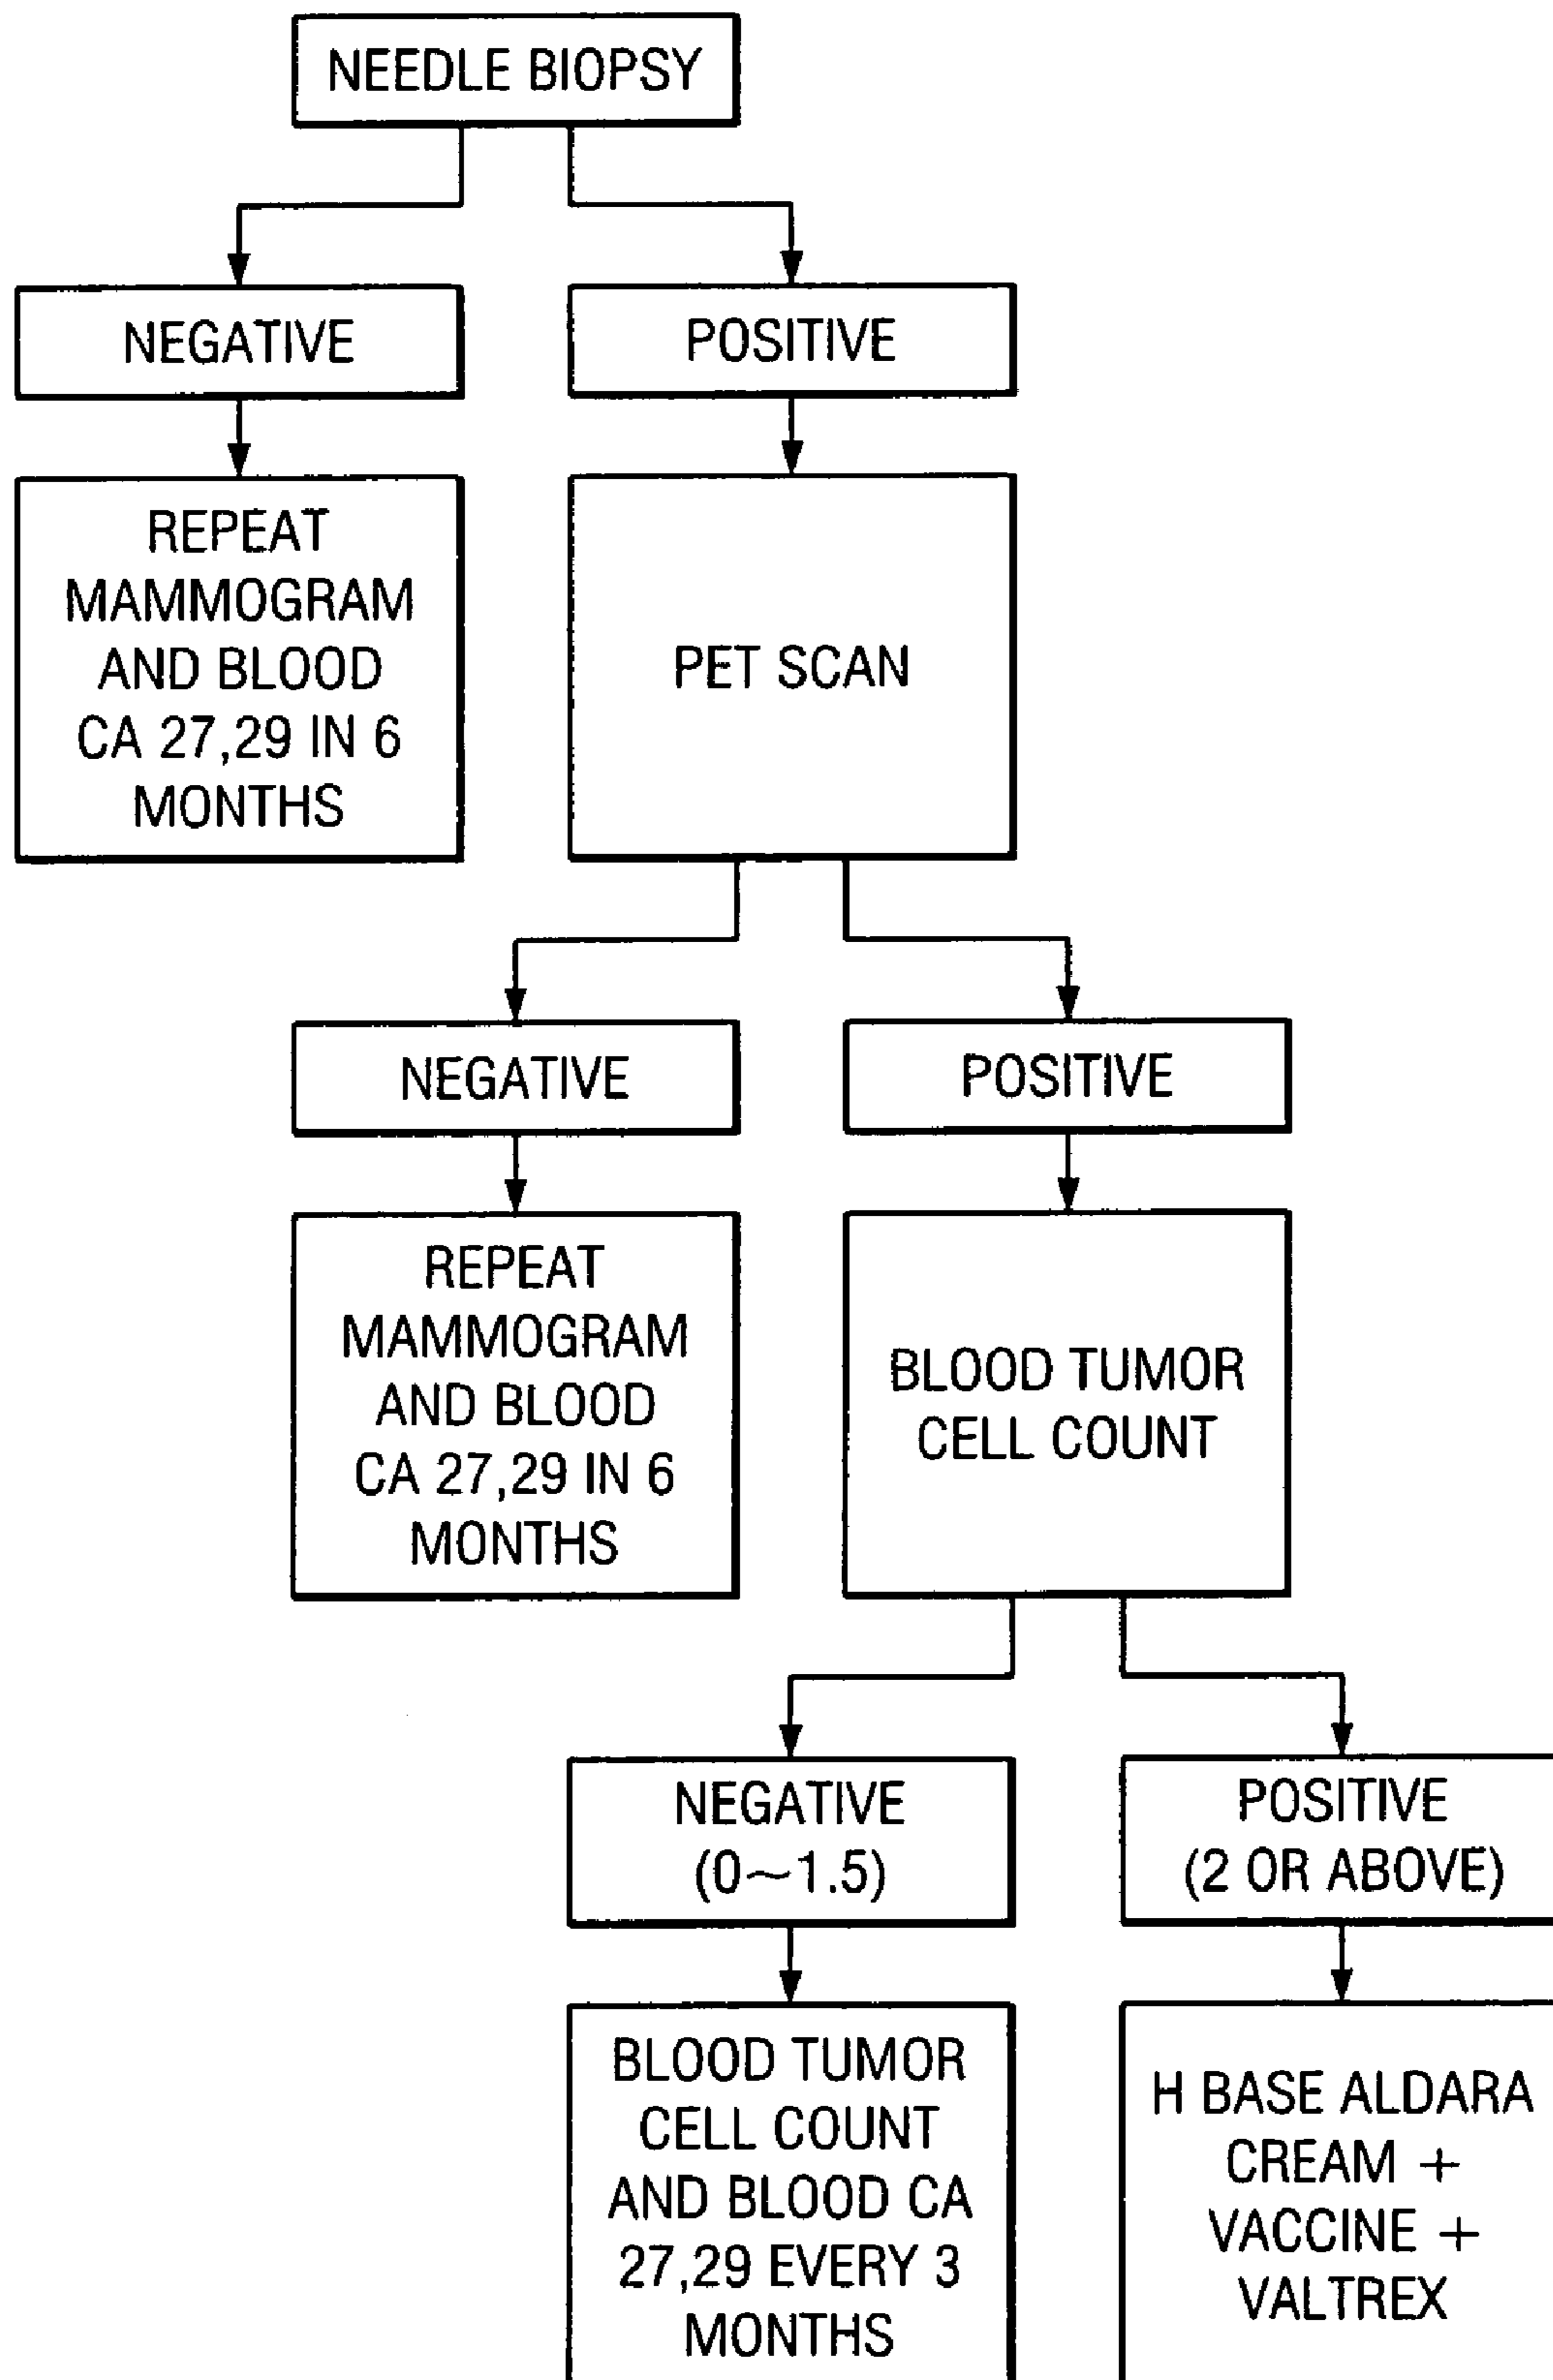 NEEDLE BIOPSY
NEGATIVE
POSITIVE
REPEAT
MAMMOGRAM
AND BLOOD
CA 27,29 IN 6
MONTHS
PET SCAN
NEGATIVE
POSITIVE
REPEAT
MAMMOGRAM
AND BLOOD
CA 27,29 IN 6
MONTHS
BLOOD TUMOR
CELL COUNT
NEGATIVE
(0~1.5)
POSITIVE
(2 OR ABOVE)
BLOOD TUMOR
CELL COUNT
AND BLOOD CA
27,29 EVERY 3
MONTHS
H BASE ALDARA
CREAM +
VACCINE +
VALTREX